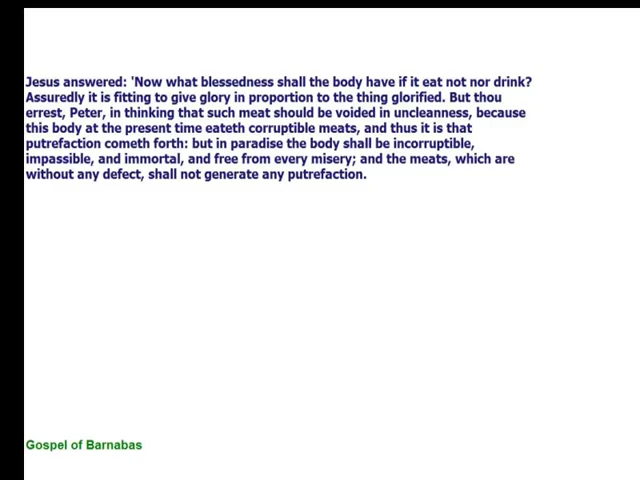 Jesus answered: 'Now what blessedness shall the body have if it eat not nor drink?
Assuredly it is fitting to give glory in proportion to the thing glorified. But thou
errest, Peter, in thinking that such meat should be voided in uncleanness, because
this body at the present time eateth corruptible meats, and thus it is that
putrefaction cometh forth: but in paradise the body shall be incorruptible,
impassible, and immortal, and free from every misery; and the meats, which are
without any defect, shall not generate any putrefaction.
Gospel of Barnabas